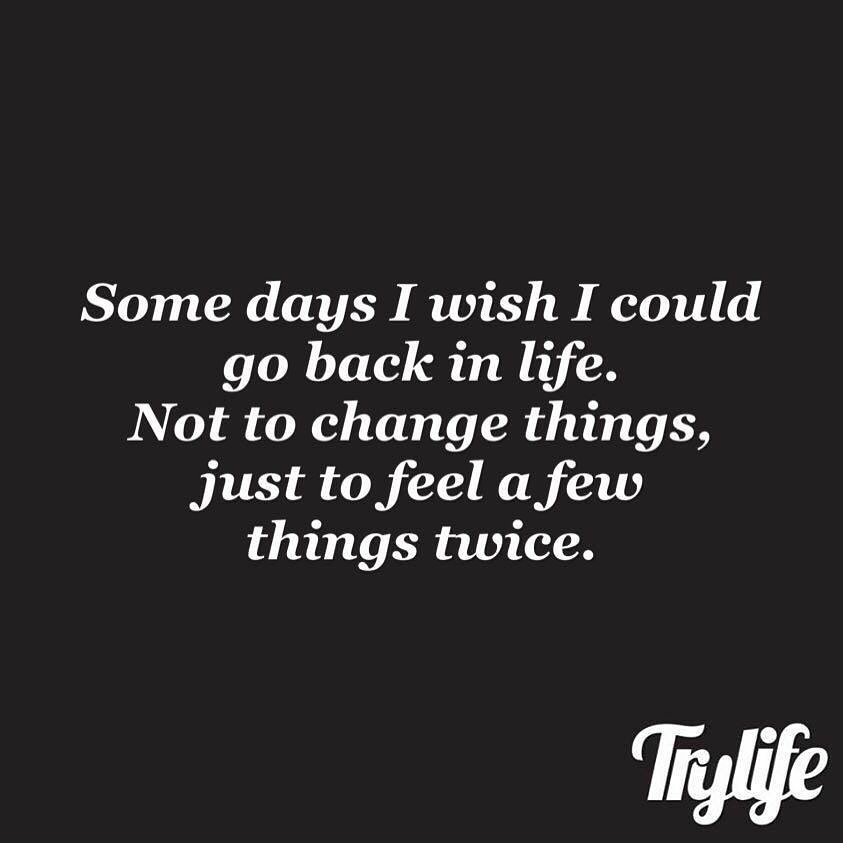 Some days I wish I could
go back in life.
Not to change things,
just to feel a few
things twice.
Trylife